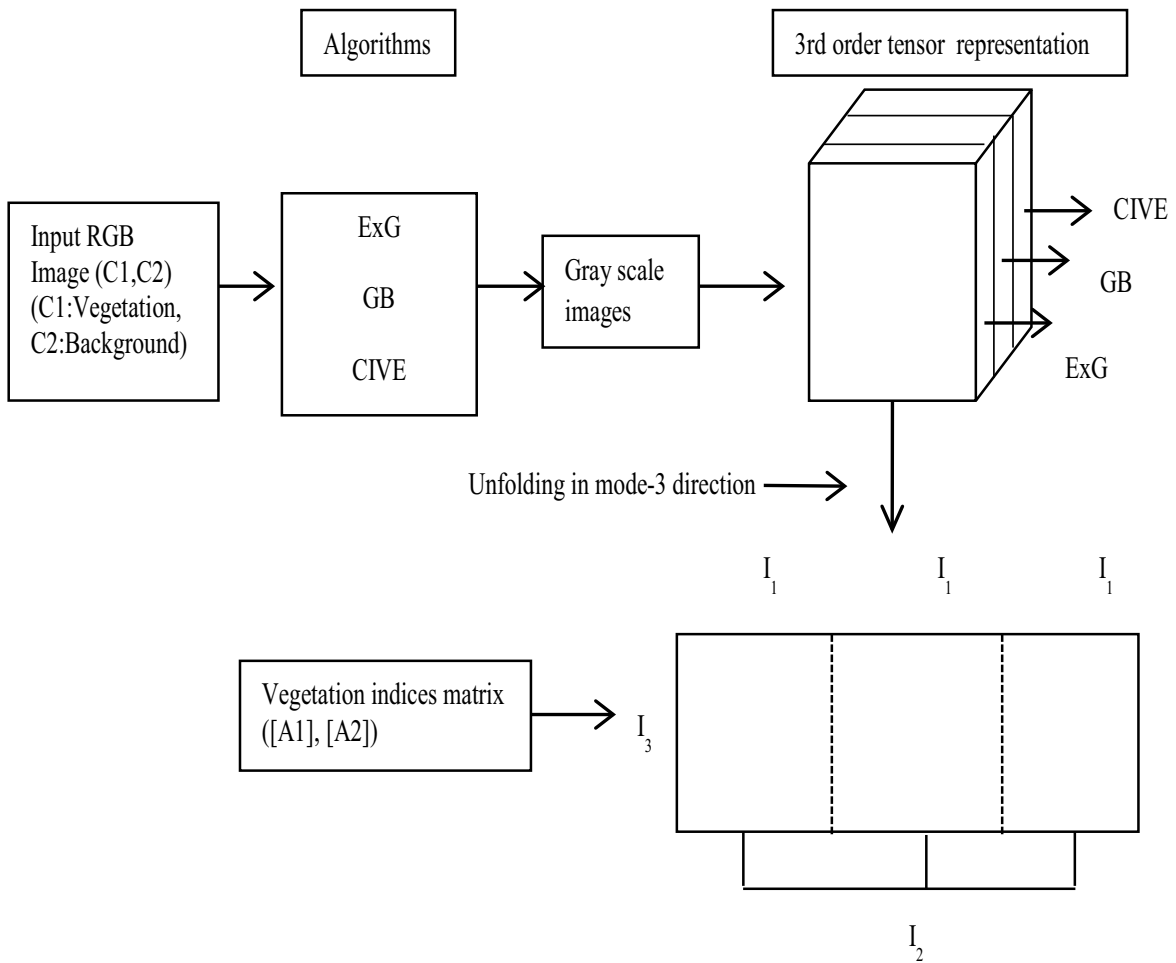 Algorithms
3rd order tensor representation
Input RGB
Image (C1,C2)
(C1:Vegetation,
C2:Background)
ExG
GB
CIVE
Gray scale
images
CIVE
GB
ExG
Unfolding in mode-3 direction
I1 I1 I1
Vegetation indices matrix
([A1], [A2])
I3
I2